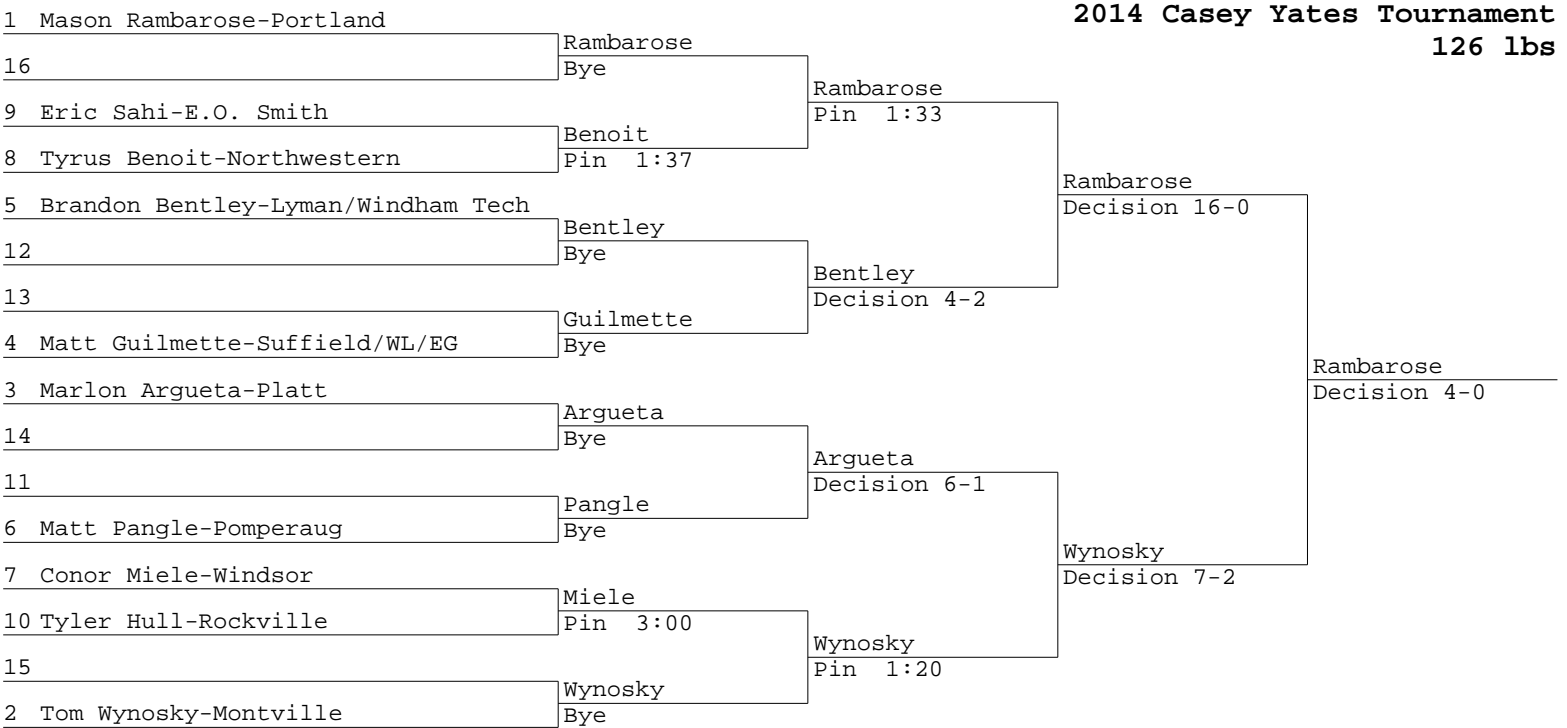 2014 Casey Yates Tournament
126 lbs
1 Mason Rambarose-Portland
16
9 Eric Sahi-E.O. Smith
8 Tyrus Benoit-Northwestern
5 Brandon Bentley-Lyman/Windham Tech
12
13
4 Matt Guilmette-Suffield/WL/EG
3 Marlon Argueta-Platt
14
11
6 Matt Pangle-Pomperaug
7 Conor Miele-Windsor
10 Tyler Hull-Rockville
15
2 Tom Wynosky-Montville
Rambarose
Bye
Benoit
Pin 1:37
Bentley
Bye
Guilmette
Bye
Argueta
Bye
Pangle
Bye
Miele
Pin 3:00
Wynosky
Bye
Rambarose
Pin 1:33
Bentley
Decision 4-2
Argueta
Decision 6-1
Wynosky
Pin 1:20
Rambarose
Decision 16-0
Wynosky
Decision 7-2
Rambarose
Decision 4-0